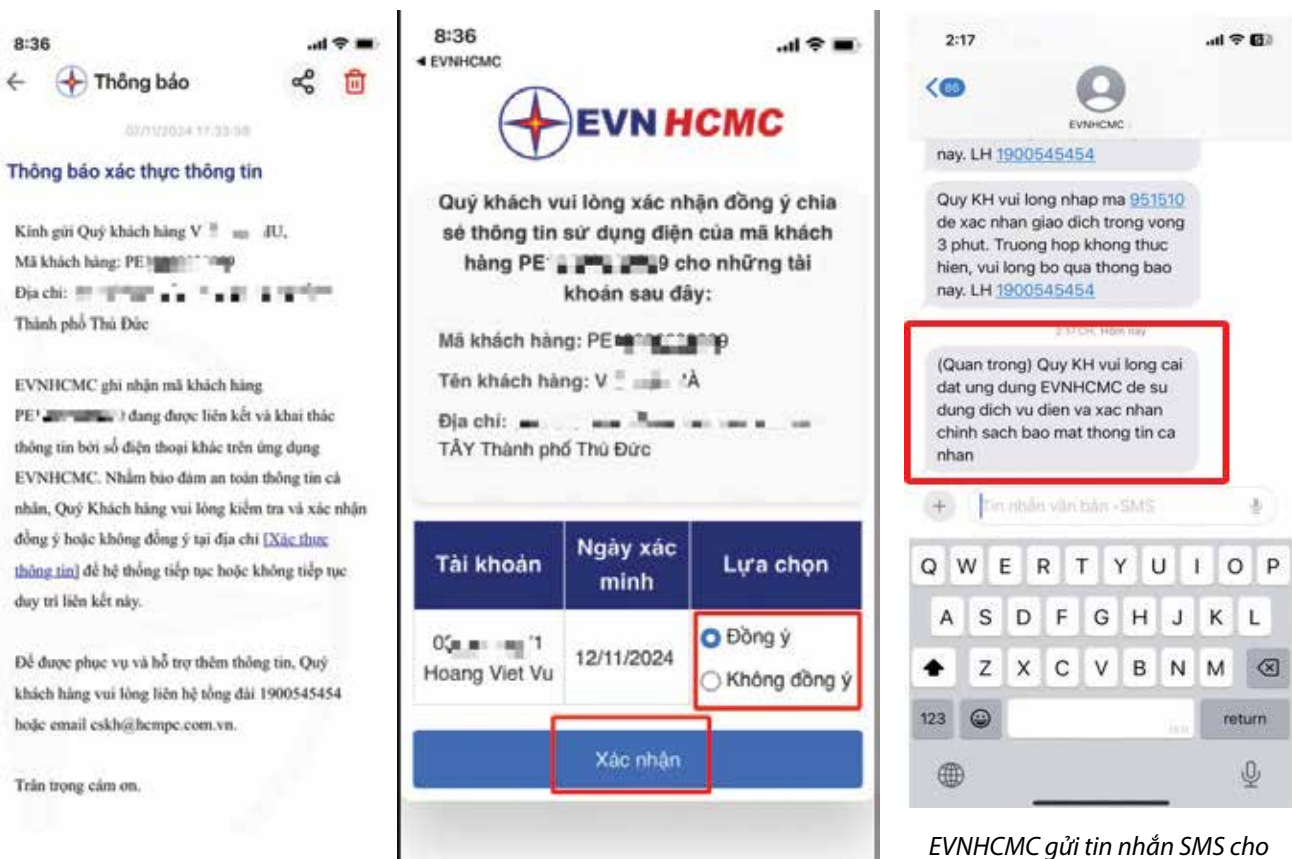 8:36
Thông báo
07/11/2024 17:33:38
Thông báo xác thực thông tin
Kính gửi Quý khách hàng V
Mã khách hàng: PE
Địa chỉ:
Thành phố Thủ Đức
EVNHCMC ghi nhận mã khách hàng
PE đang được liên kết và khai thác
thông tin bởi số điện thoại khác trên ứng dụng
EVNHCMC. Nhằm bảo đảm an toàn thông tin cá
nhân, Quý Khách hàng vui lòng kiểm tra và xác nhận
đồng ý hoặc không đồng ý tại địa chỉ [Xác thực
thông tin] để hệ thống tiếp tục hoặc không tiếp tục
duy trì liên kết này.
Để được phục vụ và hỗ trợ thêm thông tin, Quý
khách hàng vui lòng liên hệ tổng đài 1900545454
hoặc email cskh@hcmpc.com.vn.
Trân trọng cảm ơn.
8:36
EVNHCMC
EVN HCMC
Quý khách vui lòng xác nhận đồng ý chia
sẻ thông tin sử dụng điện của mã khách
hàng PE 9 cho những tài
khoản sau đây:
Mã khách hàng: PE 9
Tên khách hàng: V À
Địa chỉ:
TÂY Thành phố Thủ Đức
Tài khoản
Ngày xác
minh
Lựa chọn
1
Hoang Viet Vu
12/11/2024
Đồng ý
Không đồng ý
Xác nhận
2:17
86
EVNHCMC
nay. LH 1900545454
Quy KH vui long nhap ma 951510
de xac nhan giao dich trong vong
3 phut. Truong hop khong thuc
hien, vui long bo qua thong bao
nay. LH 1900545454
2:17 CH, Hôm nay
(Quan trong) Quy KH vui long cai
dat ung dung EVNHCMC de su
dung dich vu dien va xac nhan
chinh sach bao mat thong tin ca
nhan
Tin nhắn văn bản • SMS
Q W E R T Y U I O P
A S D F G H J K L
Z X C V B N M
123
return
EVNHCMC gửi tin nhắn SMS cho